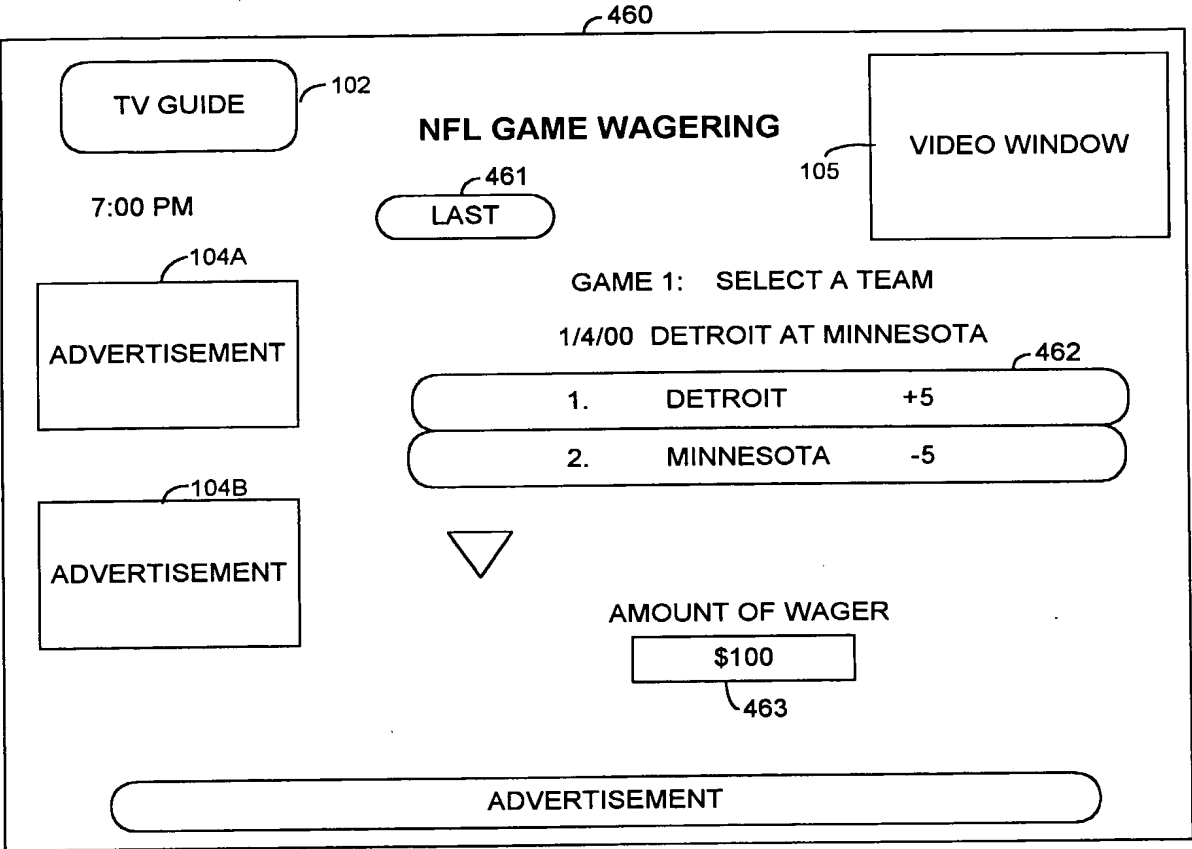 460
TV GUIDE
102
NFL GAME WAGERING
VIDEO WINDOW
105
7:00 PM
461
LAST
104A
ADVERTISEMENT
GAME 1: SELECT A TEAM
1/4/00 DETROIT AT MINNESOTA
462
1. DETROIT +5
2. MINNESOTA -5
104B
ADVERTISEMENT
AMOUNT OF WAGER
$100
463
ADVERTISEMENT